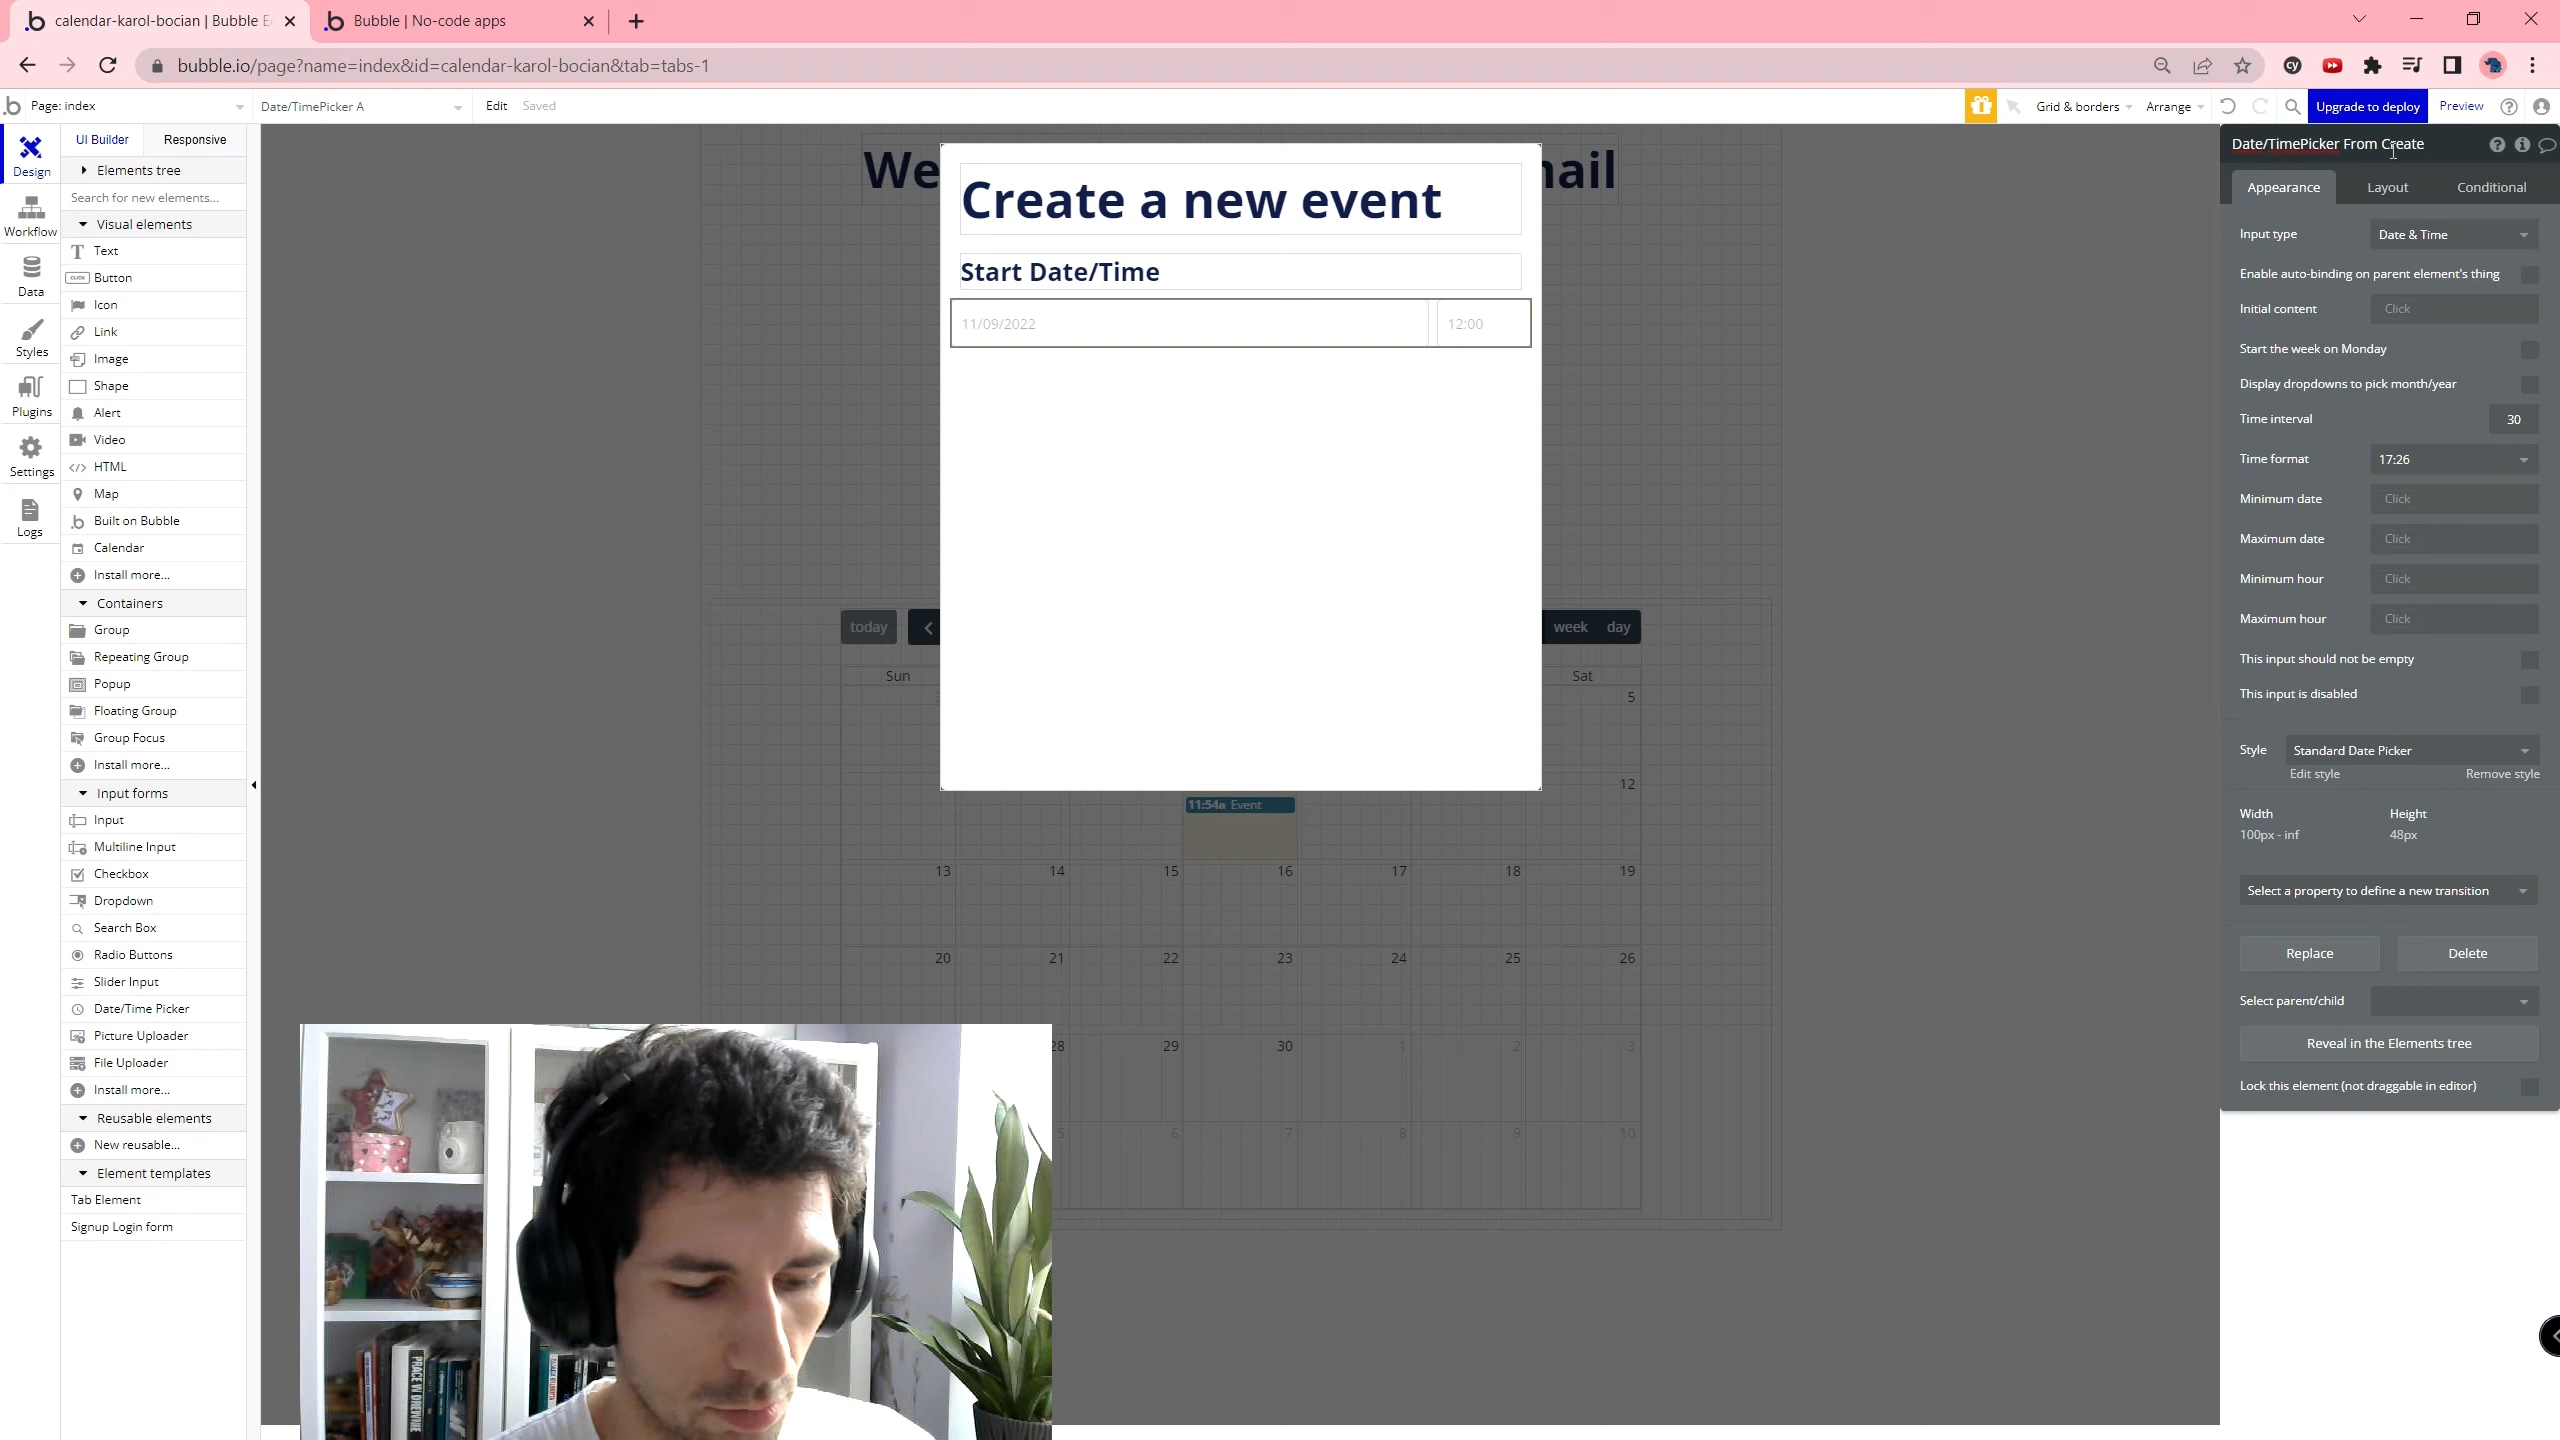 calendar-karol-bocian | Bubble E
Bubble | No-code apps
bubble.io/page?name=index&id=calendar-karol-bocian&tab=tabs-1
Page: index
Date/TimePicker A
Edit
Saved
Grid & borders
Arrange
Upgrade to deploy
Preview
Design
Workflow
Data
Styles
Plugins
Settings
Logs
UI Builder
Responsive
Elements tree
Search for new elements...
Visual elements
Text
CLICK
Button
Icon
Link
Image
Shape
Alert
Video
HTML
Map
Built on Bubble
Calendar
Install more...
Containers
Group
Repeating Group
Popup
Floating Group
Group Focus
Install more...
Input forms
Input
Multiline Input
Checkbox
Dropdown
Search Box
Radio Buttons
Slider Input
Date/Time Picker
Picture Uploader
File Uploader
Install more...
Reusable elements
New reusable...
Element templates
Tab Element
Signup Login form
We
mail
Create a new event
Start Date/Time
11/09/2022
12:00
today
week
day
Sun
Sat
5
12
11:54a Event
13
14
15
16
17
18
19
20
21
22
23
24
25
26
28
29
30
1
2
3
5
6
7
8
9
10
PRACE W DREWNIE
Date/TimePicker From Create
Appearance
Layout
Conditional
Input type
Date & Time
Enable auto-binding on parent element's thing
Initial content
Click
Start the week on Monday
Display dropdowns to pick month/year
Time interval
30
Time format
17:26
Minimum date
Click
Maximum date
Click
Minimum hour
Click
Maximum hour
Click
This input should not be empty
This input is disabled
Style
Standard Date Picker
Edit style
Remove style
Width
Height
100px - inf
48px
Select a property to define a new transition
Replace
Delete
Select parent/child
Reveal in the Elements tree
Lock this element (not draggable in editor)